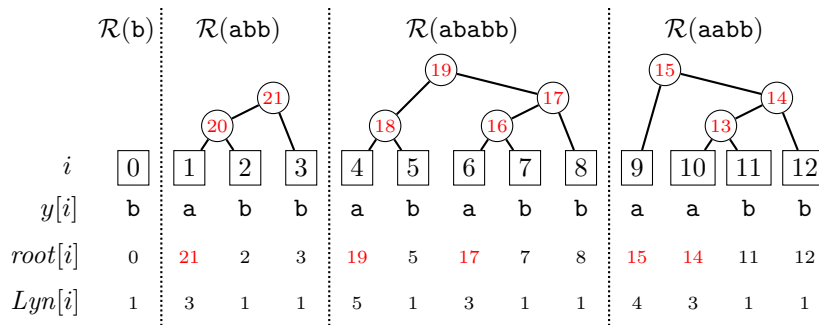 R(b) R(abb) R(ababb) R(aabb)
19 15
21 17 14
20 18 16 13
i 0 1 2 3 4 5 6 7 8 9 10 11 12
y[i] b a b b a b a b b a a b b
root[i] 0 21 2 3 19 5 17 7 8 15 14 11 12
Lyn[i] 1 3 1 1 5 1 3 1 1 4 3 1 1